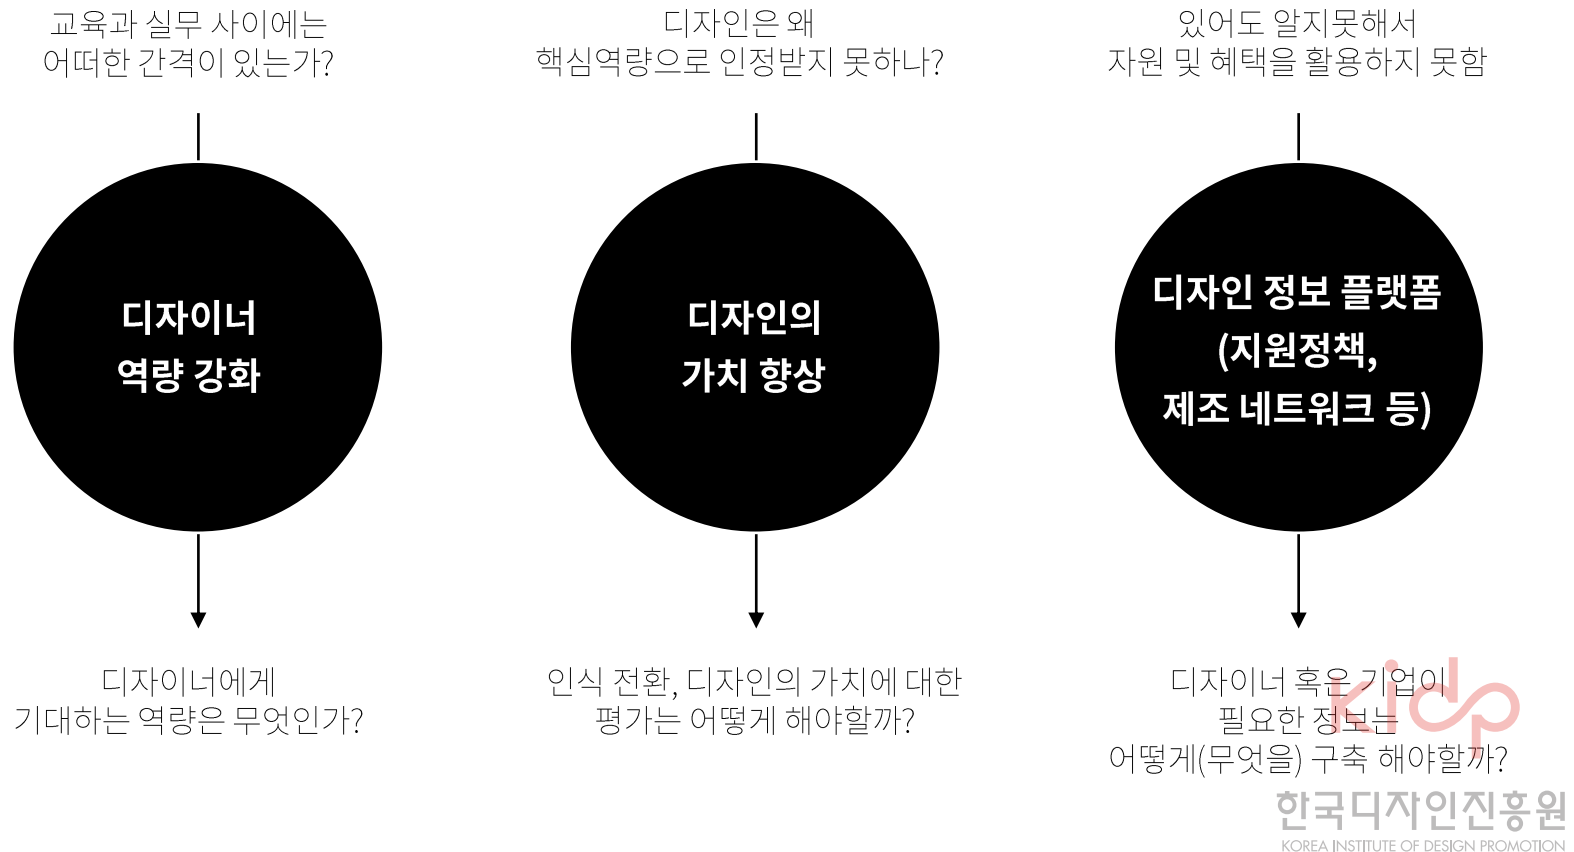 교육과 실무 사이에는
어떠한 간격이 있는가?
디자이너
역량 강화
디자이너에게
기대하는 역량은 무엇인가?
디자인은 왜
핵심역량으로 인정받지 못하나?
디자인의
가치 향상
인식 전환, 디자인의 가치에 대한
평가는 어떻게 해야할까?
있어도 알지못해서
자원 및 혜택을 활용하지 못함
디자인 정보 플랫폼
(지원정책,
제조 네트워크 등)
디자이너 혹은 기업이
필요한 정보는
어떻게(무엇을) 구축 해야할까?
kidp
한국디자인진흥원
KOREA INSTITUTE OF DESIGN PROMOTION